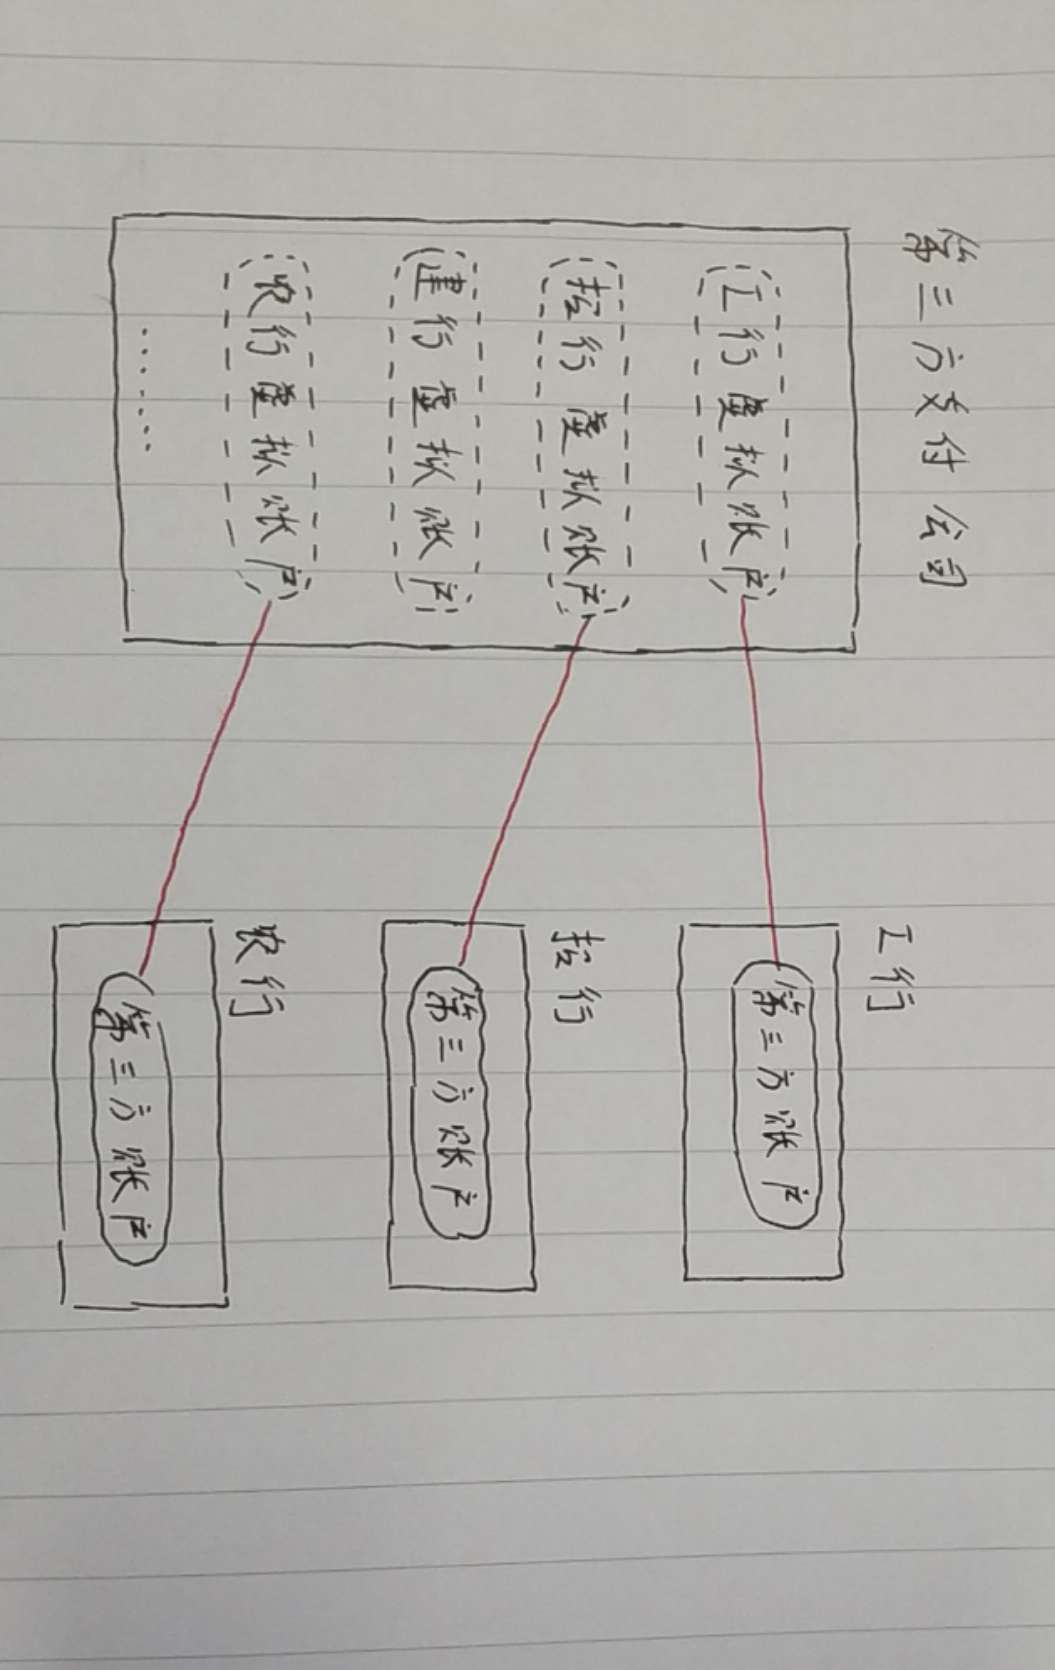 第三方支付公司
工行虚拟账户
招行虚拟账户
建行虚拟账户
农行虚拟账户
......
工行
第三方账户
招行
第三方账户
农行
第三方账户